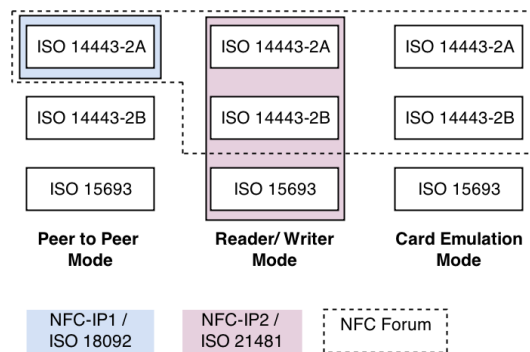 ISO 14443-2A
ISO 14443-2A
ISO 14443-2A
ISO 14443-2B
ISO 14443-2B
ISO 14443-2B
ISO 15693
ISO 15693
ISO 15693
Peer to Peer
Mode
Reader/ Writer
Mode
Card Emulation
Mode
NFC-IP1 /
ISO 18092
NFC-IP2 /
ISO 21481
NFC Forum